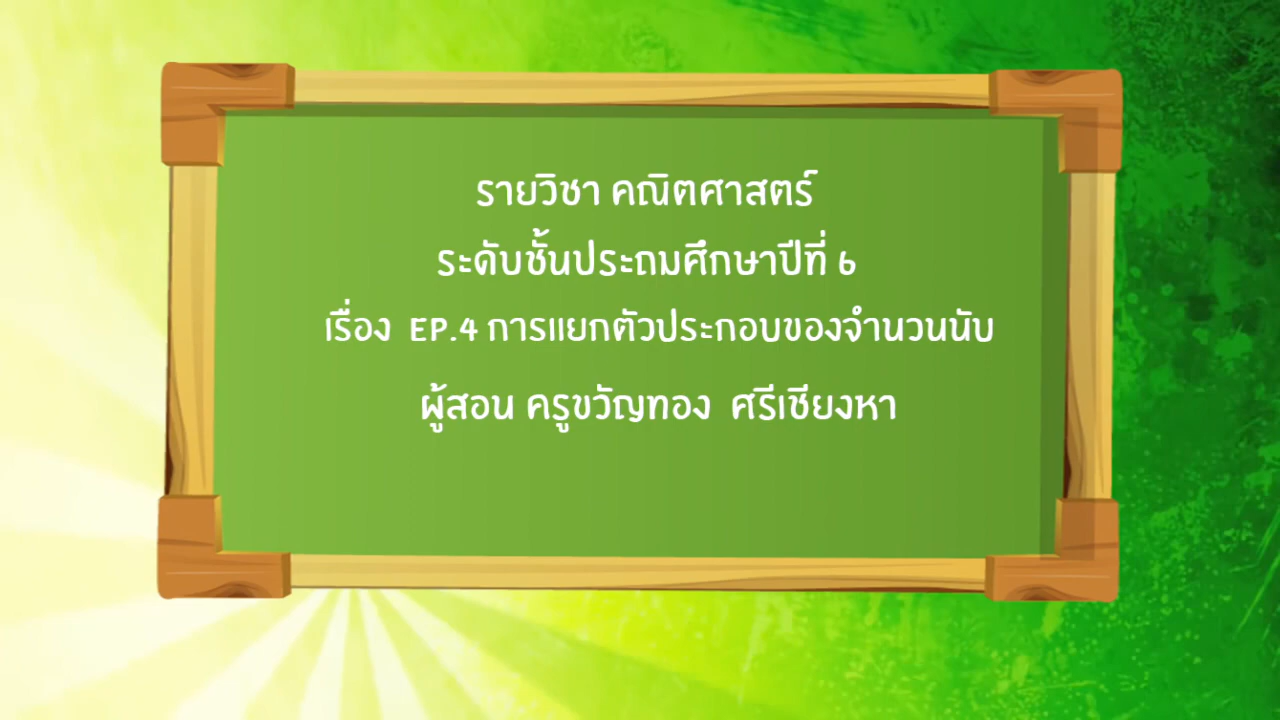 รายวิชา คณิตศาสตร์
ระดับชั้นประถมศึกษาปีที่ 6
เรื่อง EP.4 การแยกตัวประกอบของจำนวนนับ
ผู้สอน ครูขวัญทอง ศรีเชียงหา